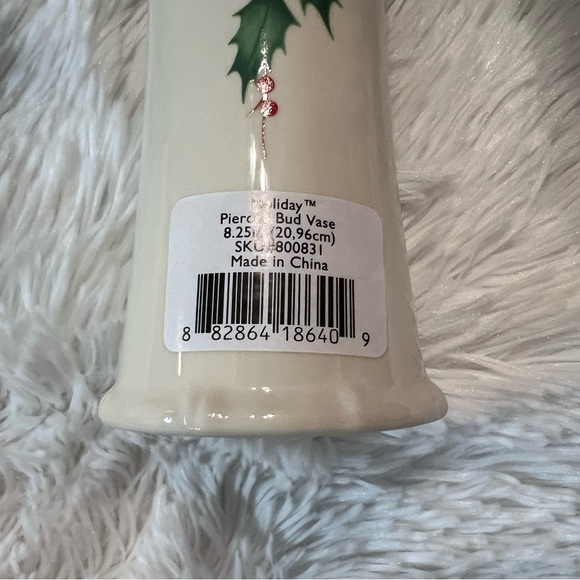 Holiday™
Pierced Bud Vase
8.25in (20,96cm)
SKU#800831
Made in China
8 82864 18640 9